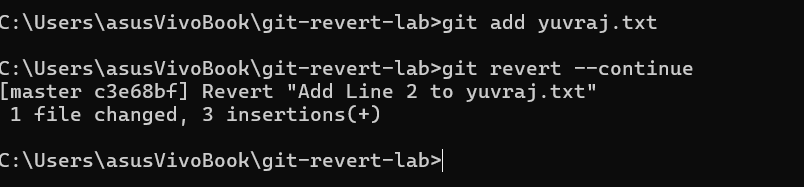 C:\Users\asusVivoBook\git-revert-lab>git add yuvraj.txt
C:\Users\asusVivoBook\git-revert-lab>git revert --continue
[master c3e68bf] Revert "Add Line 2 to yuvraj.txt"
 1 file changed, 3 insertions(+)
C:\Users\asusVivoBook\git-revert-lab>